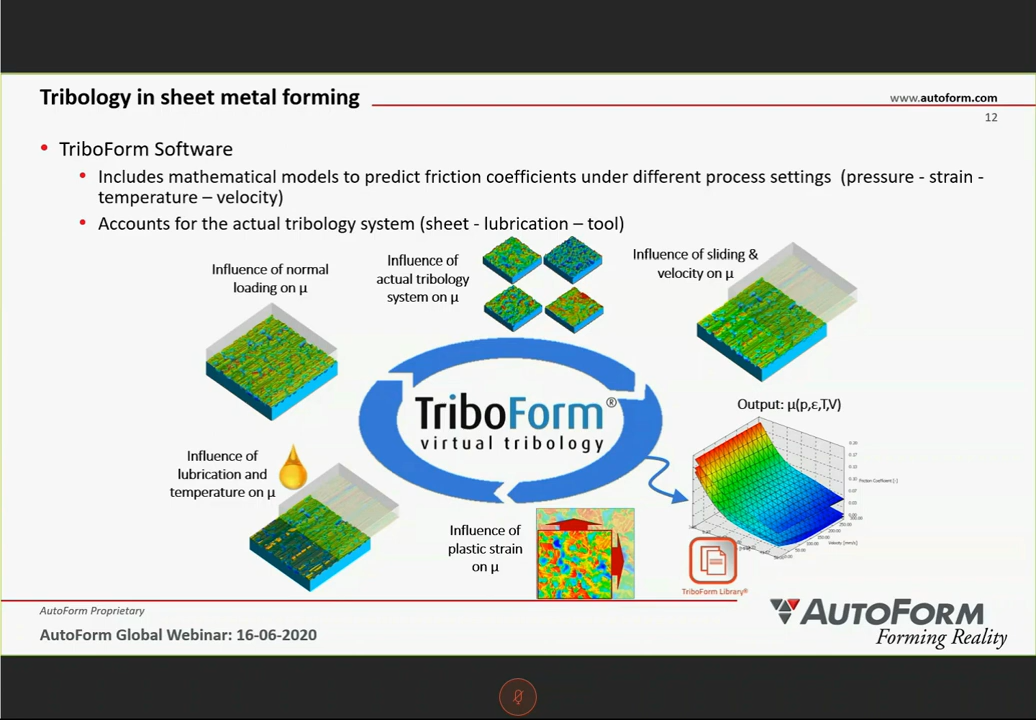 Tribology in sheet metal forming
www.autoform.com
12
• TriboForm Software
• Includes mathematical models to predict friction coefficients under different process settings (pressure - strain -
temperature – velocity)
• Accounts for the actual tribology system (sheet - lubrication – tool)
Influence of normal
loading on μ
Influence of
actual tribology
system on μ
Influence of sliding &
velocity on μ
TriboForm®
virtual tribology
Output: μ(p,ε,T,V)
Friction Coefficient [-]
Velocity [mm/s]
Influence of
lubrication and
temperature on μ
Influence of
plastic strain
on μ
TriboForm Library®
AutoForm Proprietary
AutoForm Global Webinar: 16-06-2020
AUTOFORM
Forming Reality